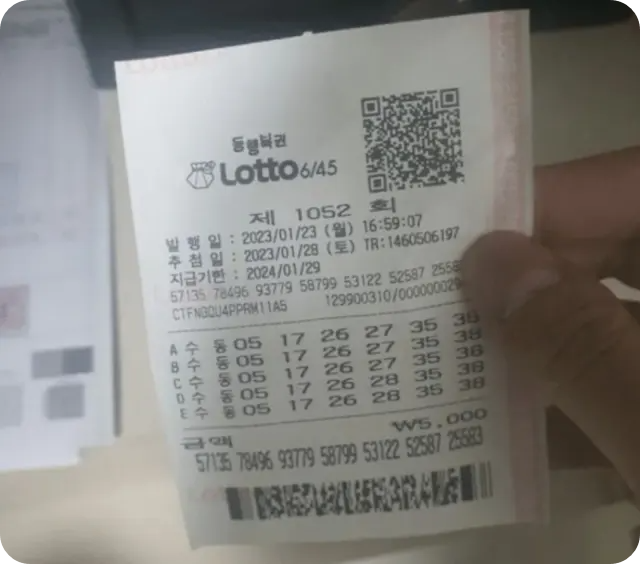 동행복권
Lotto 6/45
제 1052 회
발 행 일 : 2023/01/23 (월) 16:59:07
추 첨 일 : 2023/01/28 (토) TR:1460506197
지급기한 : 2024/01/29
57135 78496 93779 58799 53122 52587 2558
CTFNGQU4PPRM11A5 129900310/000000029
A 수 동 05 17 26 27 35 38
B 수 동 05 17 26 27 35 38
C 수 동 05 17 26 27 35 38
D 수 동 05 17 26 28 35 38
E 수 동 05 17 26 28 35 38
금액 ₩5,000
57135 78496 93779 58799 53122 52587 25583